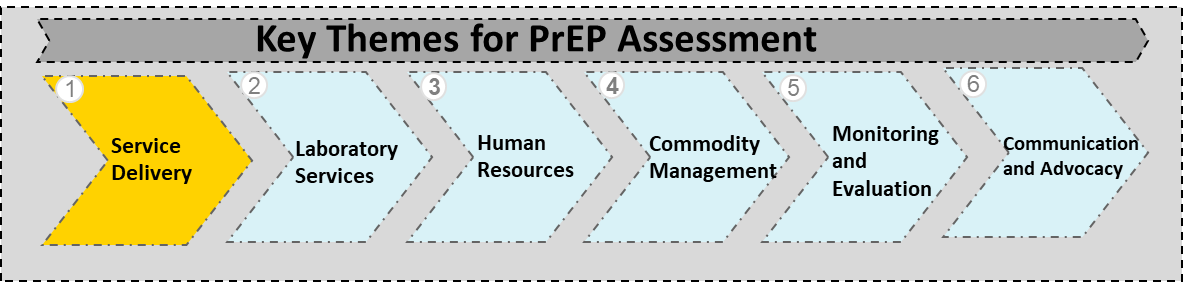 Key Themes for PrEP Assessment
1
Service
Delivery
2
Laboratory
Services
3
Human
Resources
4
Commodity
Management
5
Monitoring
and
Evaluation
6
Communication
and Advocacy